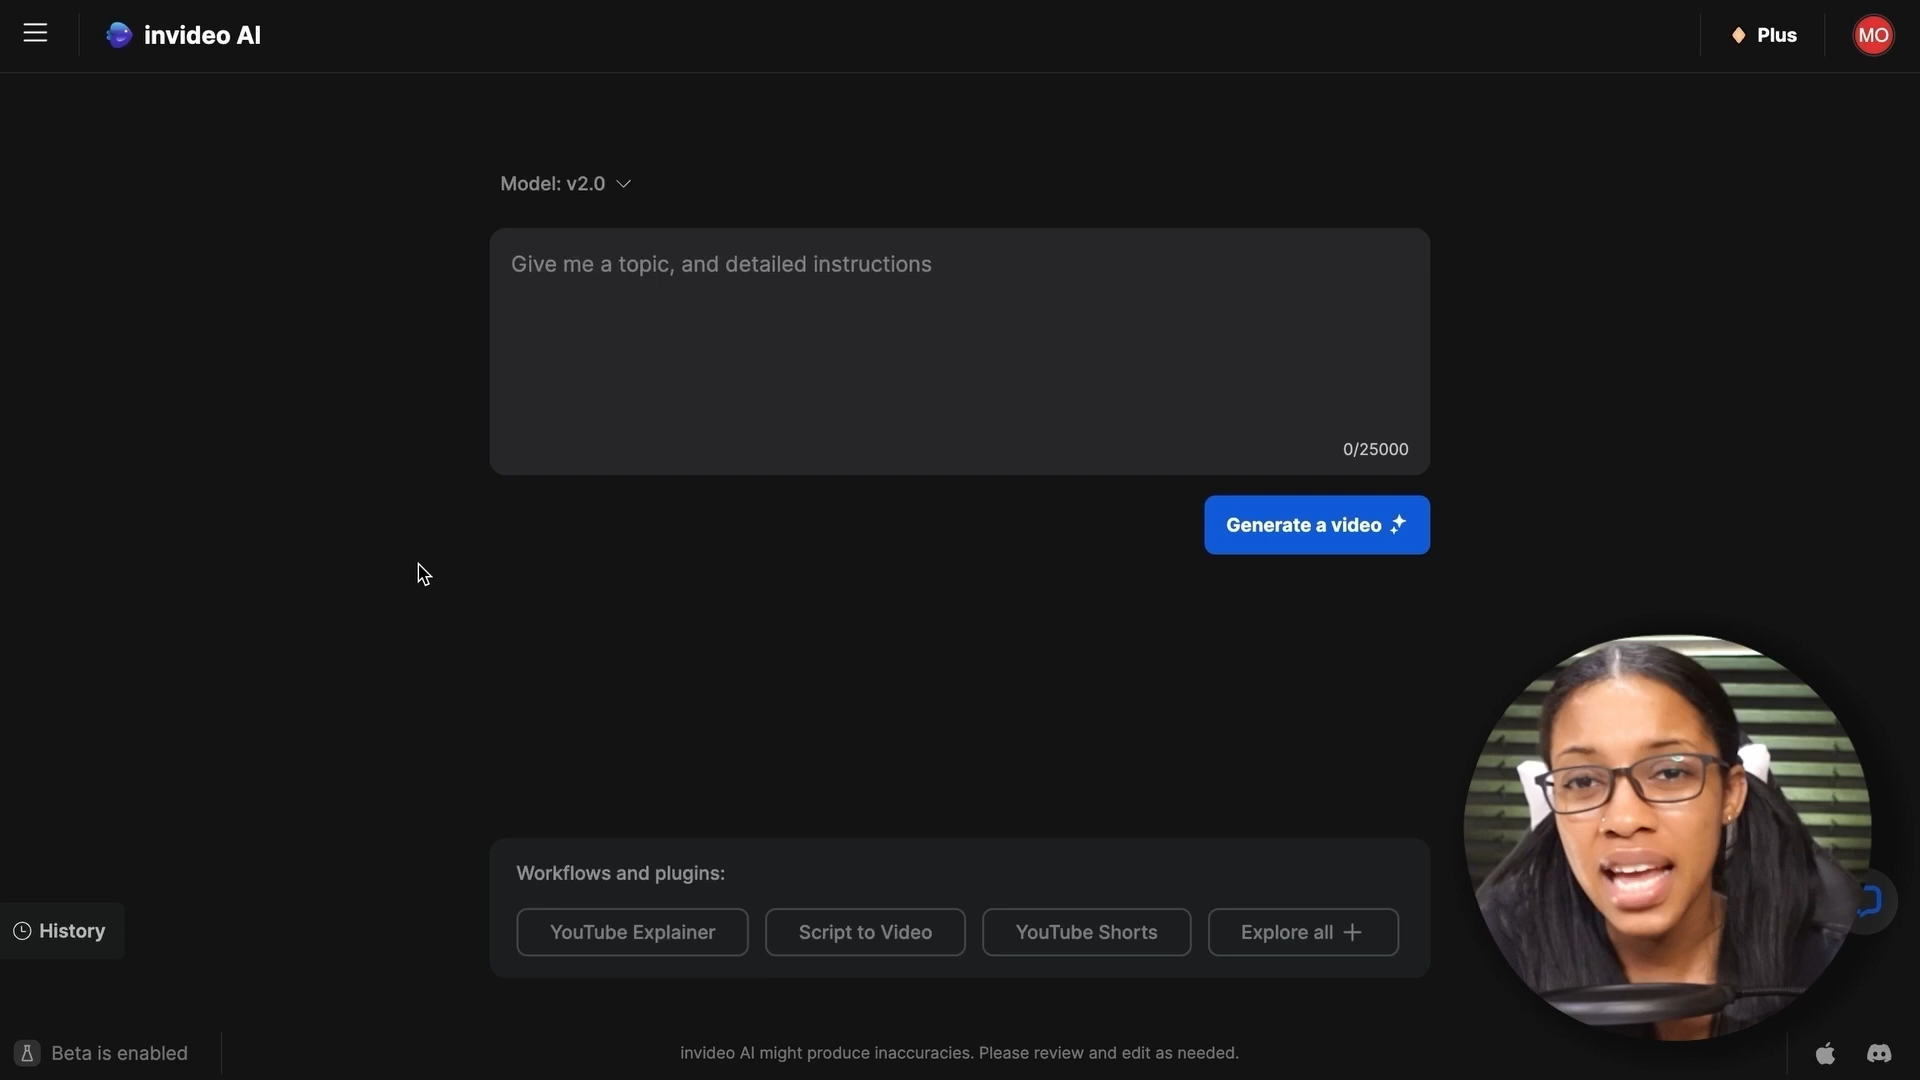 invideo AI
Plus
MO
Model: v2.0
Give me a topic, and detailed instructions
0/25000
Generate a video
Workflows and plugins:
YouTube Explainer
Script to Video
YouTube Shorts
Explore all +
History
Beta is enabled
invideo AI might produce inaccuracies. Please review and edit as needed.